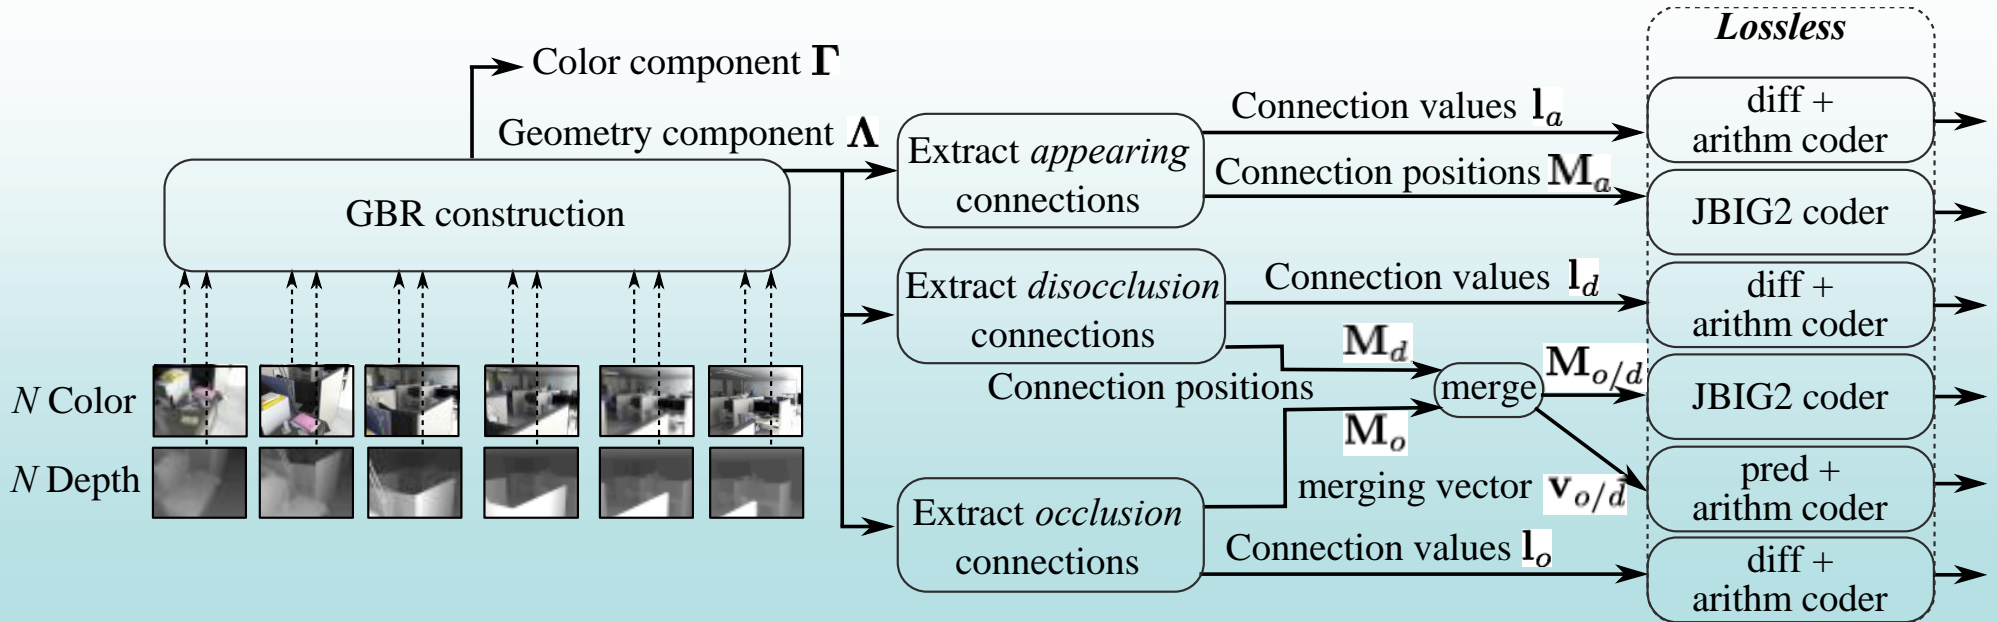 Lossless
Color component Γ
Geometry component Λ
GBR construction
N Color
N Depth
Extract appearing
connections
Connection values l_a
Connection positions M_a
Extract disocclusion
connections
Connection values l_d
M_d
Connection positions
merge
M_{o/d}
M_o
merging vector v_{o/d}
Extract occlusion
connections
Connection values l_o
diff +
arithm coder
JBIG2 coder
diff +
arithm coder
JBIG2 coder
pred +
arithm coder
diff +
arithm coder